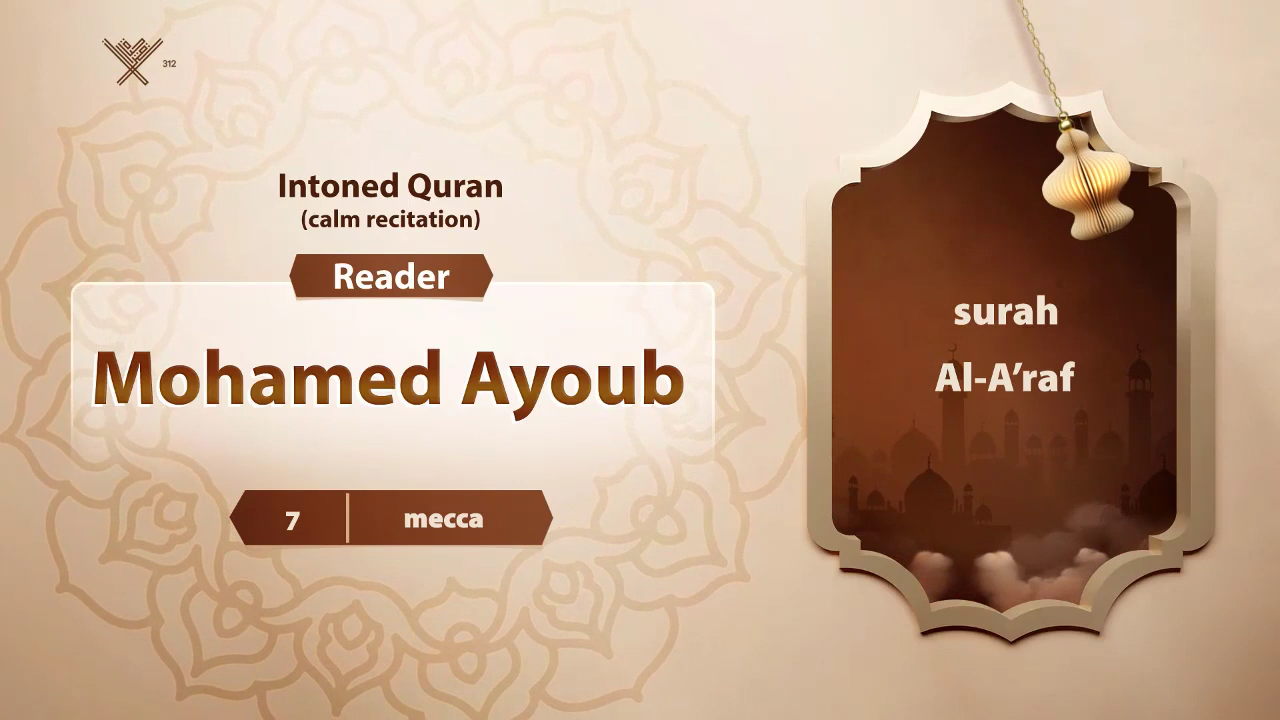 312
Intoned Quran
(calm recitation)
Reader
Mohamed Ayoub
7 mecca
surah
Al-A’raf